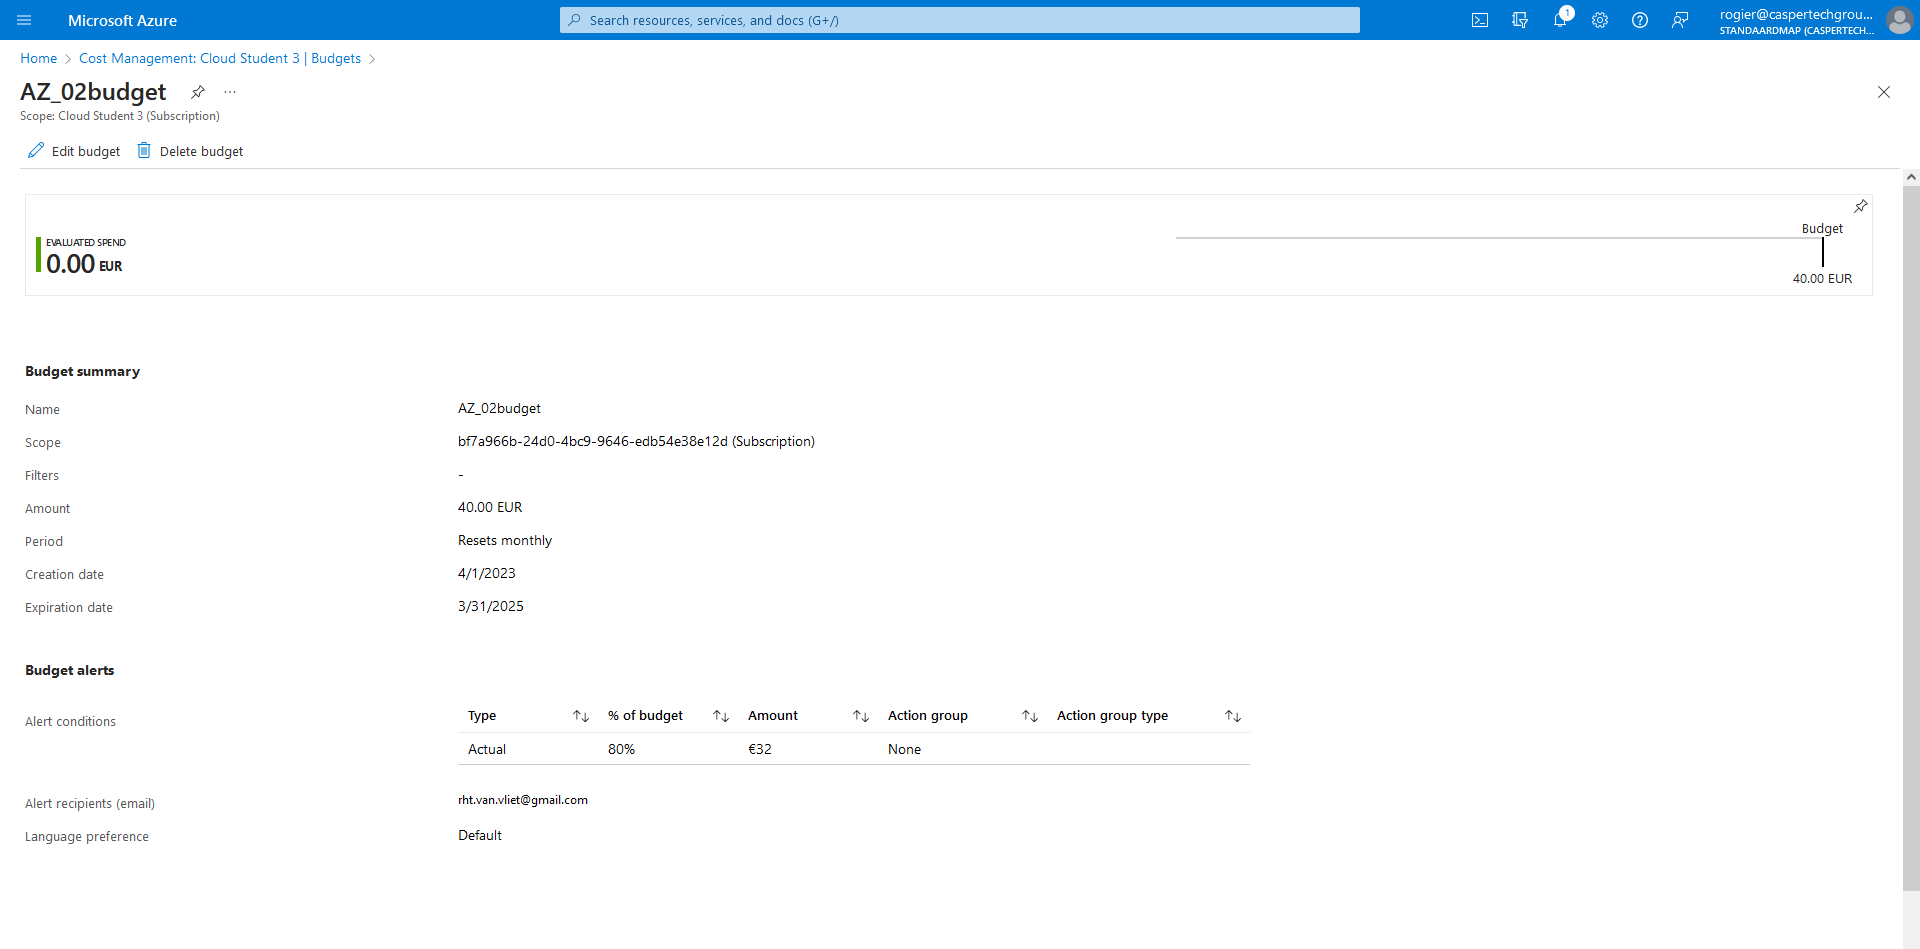 Microsoft Azure
Search resources, services, and docs (G+/)
1
rogier@caspertechgrou...
STANDAARDMAP (CASPERTECH...
Home > Cost Management: Cloud Student 3 | Budgets >
AZ_02budget ...
Scope: Cloud Student 3 (Subscription)
Edit budget Delete budget
EVALUATED SPEND
0.00 EUR
Budget
40.00 EUR
Budget summary
Name AZ_02budget
Scope bf7a966b-24d0-4bc9-9646-edb54e38e12d (Subscription)
Filters -
Amount 40.00 EUR
Period Resets monthly
Creation date 4/1/2023
Expiration date 3/31/2025
Budget alerts
Alert conditions
Type % of budget Amount Action group Action group type
Actual 80% €32 None
Alert recipients (email) rht.van.vliet@gmail.com
Language preference Default